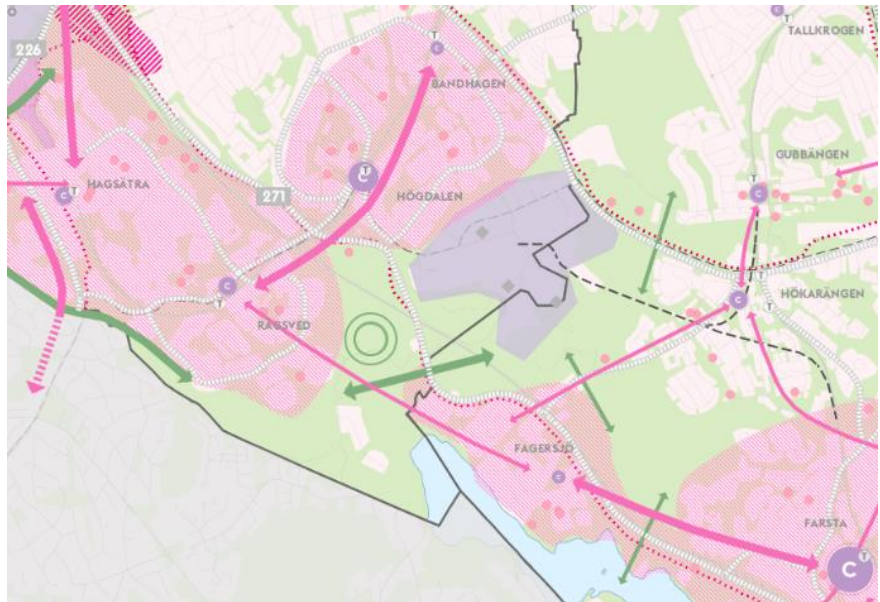 226
T
C
TALLKROGEN
T
C
BANDHAGEN
GUBBÄNGEN
T
C
T
C
HAGSÄTRA
C
T
271
HÖGDALEN
T
C
C
T
RÅGSVED
C
T
HÖKARÄNGEN
T
FAGERSJÖ
C
FARSTA
T
C